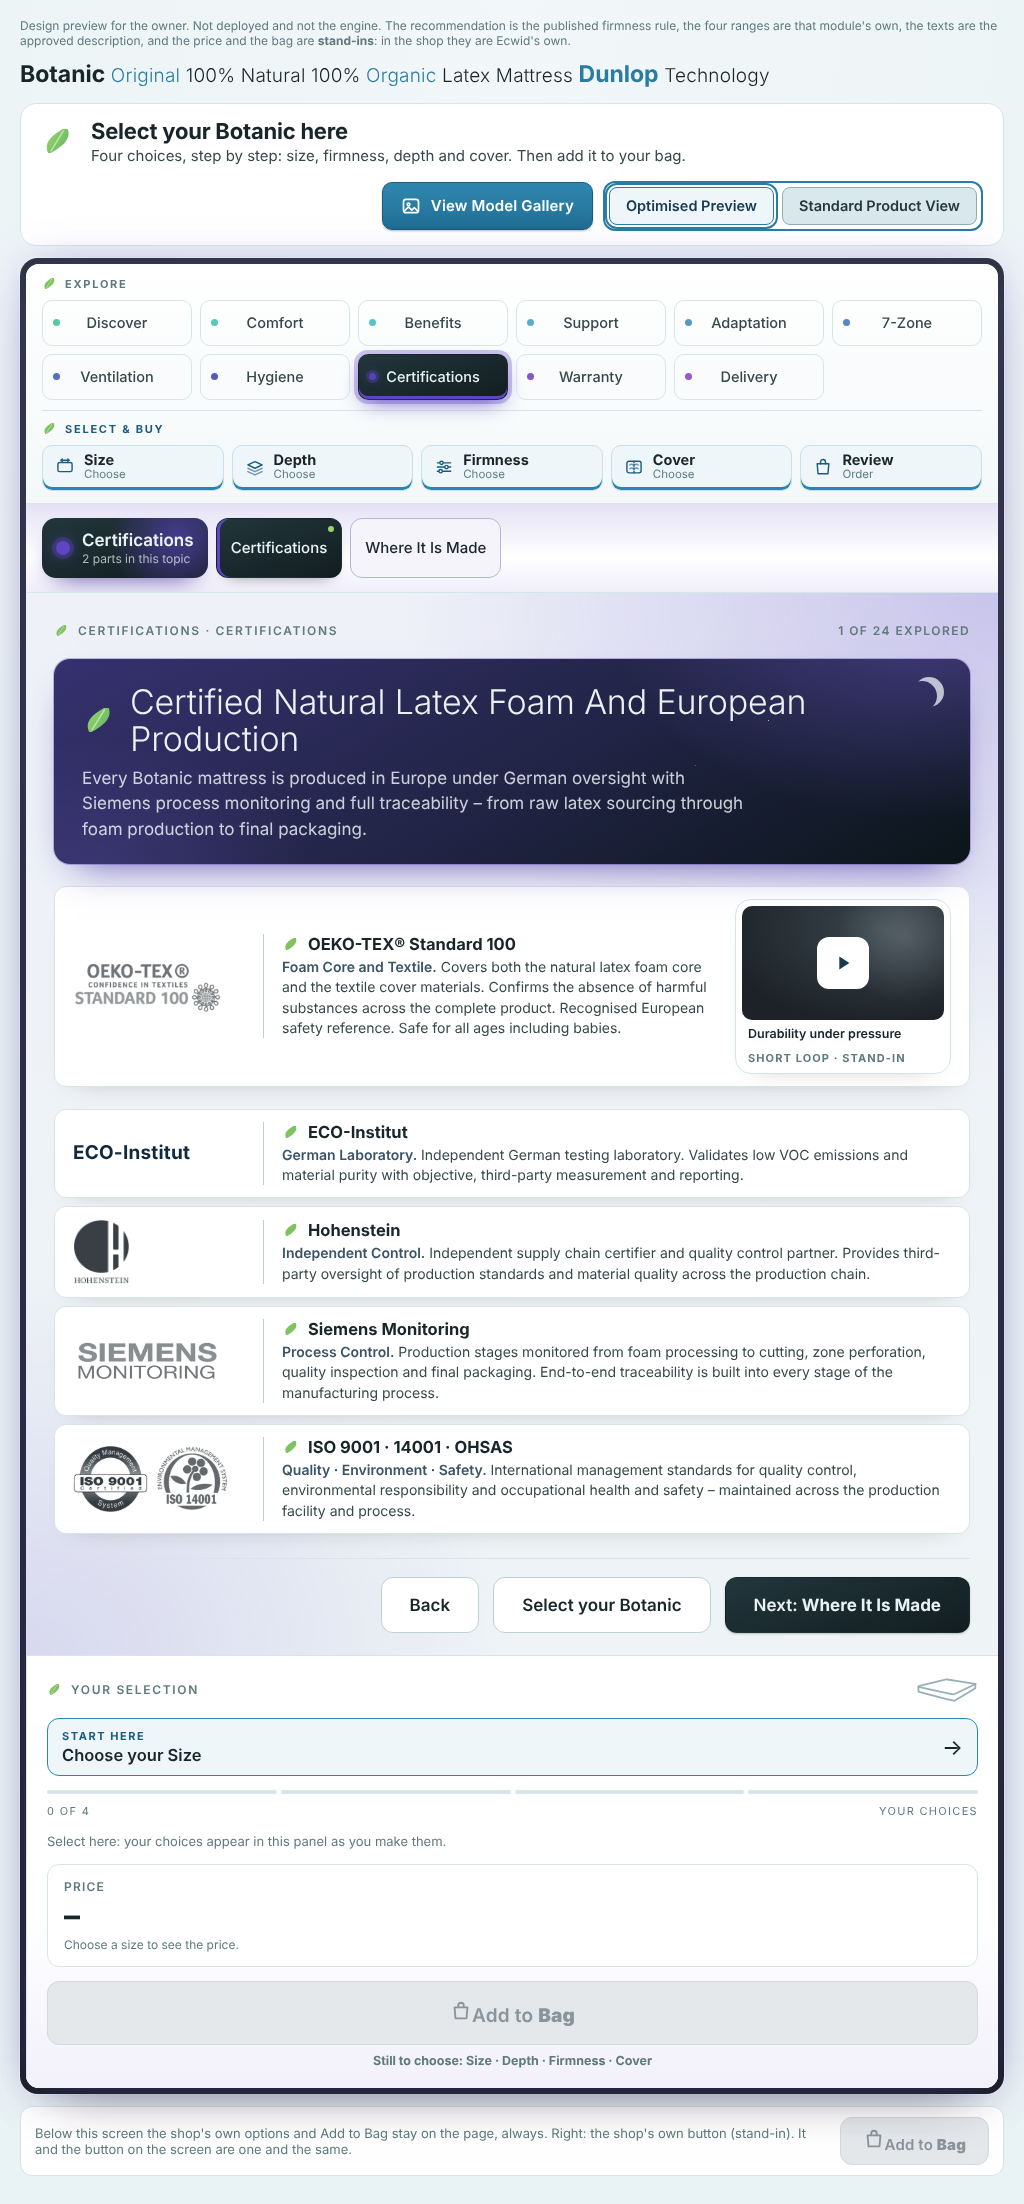 Design preview for the owner. Not deployed and not the engine. The recommendation is the published firmness rule, the four ranges are that module's own, the texts are the
approved description, and the price and the bag are stand-ins: in the shop they are Ecwid's own.
Botanic Original 100% Natural 100% Organic Latex Mattress Dunlop Technology
Select your Botanic here
Four choices, step by step: size, firmness, depth and cover. Then add it to your bag.
View Model Gallery
Optimised Preview
Standard Product View
EXPLORE
Discover
Comfort
Benefits
Support
Adaptation
7-Zone
Ventilation
Hygiene
Certifications
Warranty
Delivery
SELECT & BUY
Size
Choose
Depth
Choose
Firmness
Choose
Cover
Choose
Review
Order
Certifications
2 parts in this topic
Certifications
Where It Is Made
CERTIFICATIONS · CERTIFICATIONS
1 OF 24 EXPLORED
Certified Natural Latex Foam And European
Production
Every Botanic mattress is produced in Europe under German oversight with
Siemens process monitoring and full traceability – from raw latex sourcing through
foam production to final packaging.
OEKO-TEX®
CONFIDENCE IN TEXTILES
STANDARD 100
OEKO-TEX® Standard 100
Foam Core and Textile. Covers both the natural latex foam core
and the textile cover materials. Confirms the absence of harmful
substances across the complete product. Recognised European
safety reference. Safe for all ages including babies.
Durability under pressure
SHORT LOOP · STAND-IN
ECO-Institut
ECO-Institut
German Laboratory. Independent German testing laboratory. Validates low VOC emissions and
material purity with objective, third-party measurement and reporting.
HOHENSTEIN
Hohenstein
Independent Control. Independent supply chain certifier and quality control partner. Provides third-
party oversight of production standards and material quality across the production chain.
SIEMENS
MONITORING
Siemens Monitoring
Process Control. Production stages monitored from foam processing to cutting, zone perforation,
quality inspection and final packaging. End-to-end traceability is built into every stage of the
manufacturing process.
Quality Management
ISO 9001
Certified
System
ENVIRONMENTAL MANAGEMENT SYSTEM
ISO 14001
ISO 9001 · 14001 · OHSAS
Quality · Environment · Safety. International management standards for quality control,
environmental responsibility and occupational health and safety – maintained across the production
facility and process.
Back
Select your Botanic
Next: Where It Is Made
YOUR SELECTION
START HERE
Choose your Size
0 OF 4
YOUR CHOICES
Select here: your choices appear in this panel as you make them.
PRICE
–
Choose a size to see the price.
Add to Bag
Still to choose: Size · Depth · Firmness · Cover
Below this screen the shop's own options and Add to Bag stay on the page, always. Right: the shop's own button (stand-in). It
and the button on the screen are one and the same.
Add to Bag